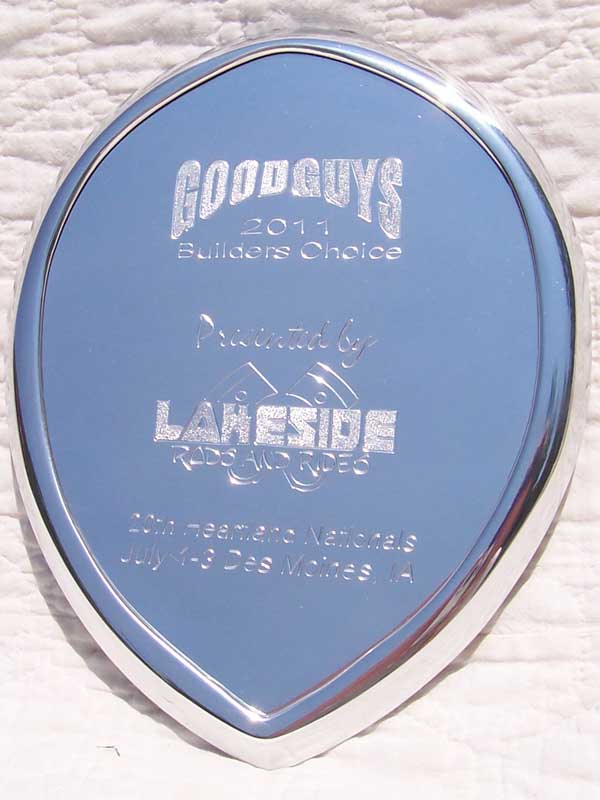 GOODGUYS
2011
Builders Choice
Presented by
LAKESIDE
RODS AND RIDES
20th Heartland Nationals
July 1-3 Des Moines, IA